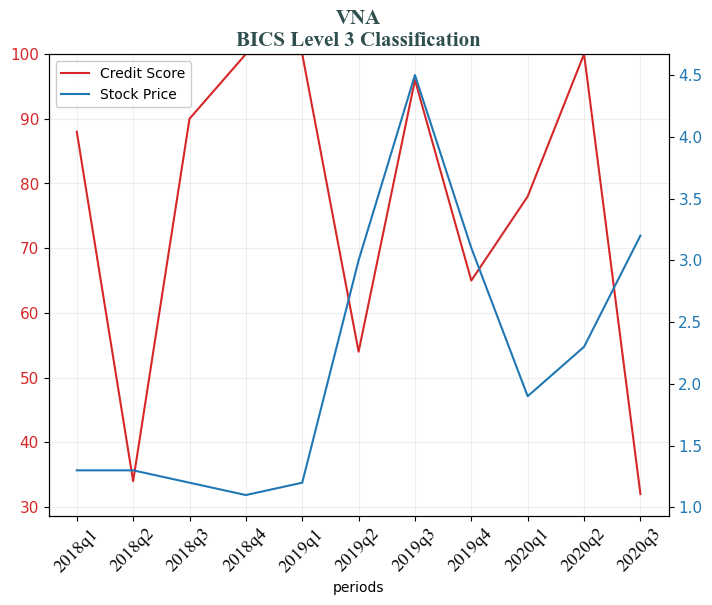 VNA
BICS Level 3 Classification
Credit Score
Stock Price
100
90
80
70
60
50
40
30
4.5
4.0
3.5
3.0
2.5
2.0
1.5
1.0
2018q1
2018q2
2018q3
2018q4
2019q1
2019q2
2019q3
2019q4
2020q1
2020q2
2020q3
periods